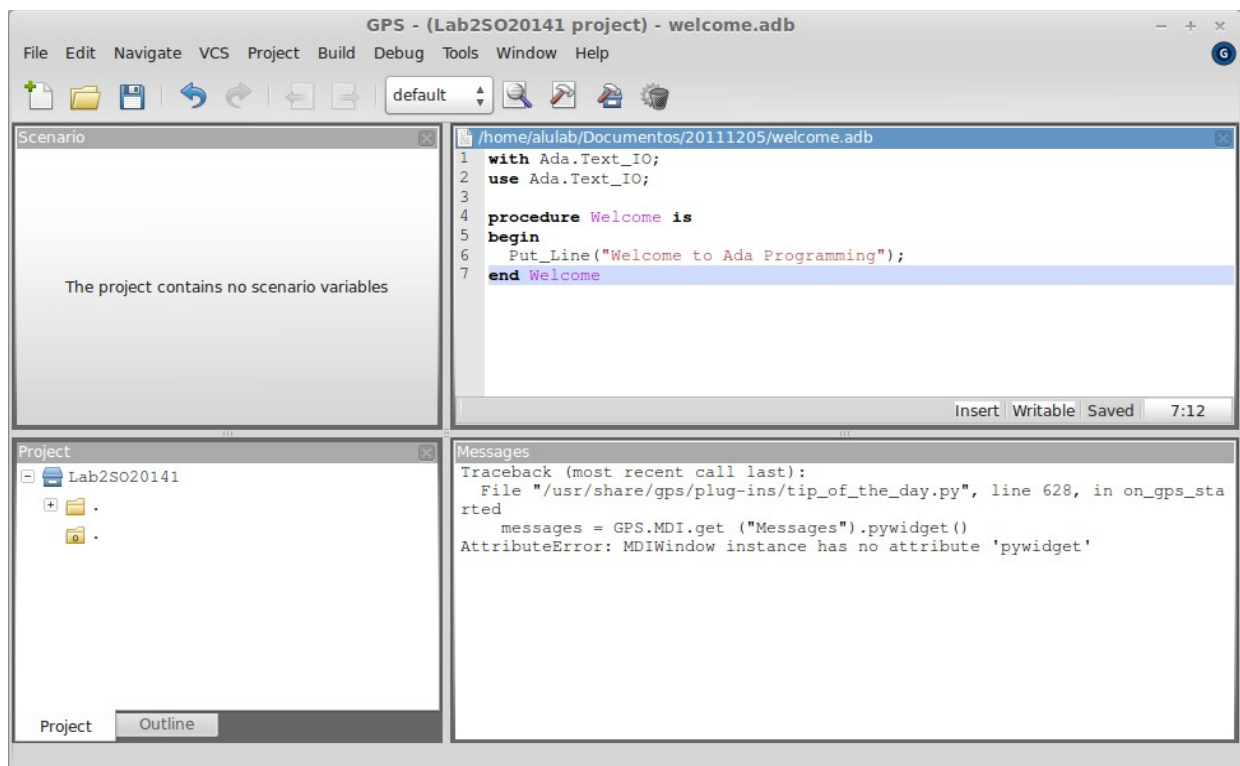 GPS - (Lab2SO20141 project) - welcome.adb
File Edit Navigate VCS Project Build Debug Tools Window Help
G
default
Scenario
The project contains no scenario variables
/home/alulab/Documentos/20111205/welcome.adb
1 with Ada.Text_IO;
2 use Ada.Text_IO;
3
4 procedure Welcome is
5 begin
6 Put_Line("Welcome to Ada Programming");
7 end Welcome
Insert Writable Saved 7:12
Project
Lab2SO20141
.
o .
Project Outline
Messages
Traceback (most recent call last):
File "/usr/share/gps/plug-ins/tip_of_the_day.py", line 628, in on_gps_sta
rted
messages = GPS.MDI.get ("Messages").pywidget()
AttributeError: MDIWindow instance has no attribute 'pywidget'